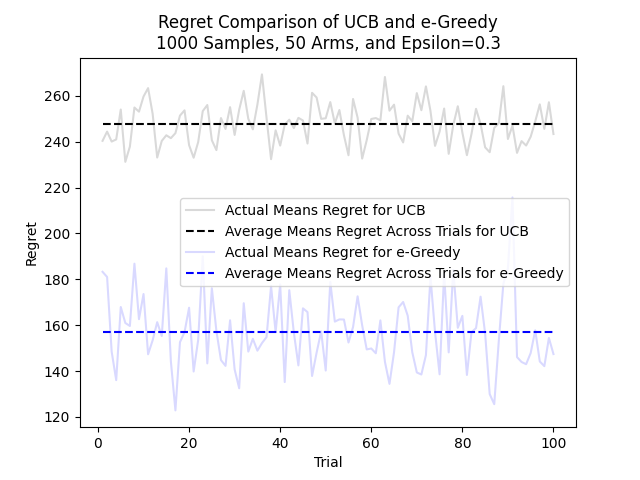 Regret Comparison of UCB and e-Greedy
1000 Samples, 50 Arms, and Epsilon=0.3
Regret
260
240
220
200
180
160
140
120
Actual Means Regret for UCB
Average Means Regret Across Trials for UCB
Actual Means Regret for e-Greedy
Average Means Regret Across Trials for e-Greedy
0 20 40 60 80 100
Trial